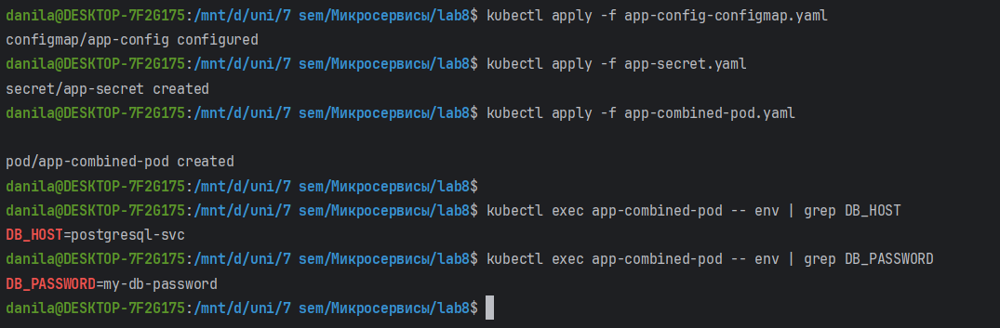 danila@DESKTOP-7F2G175:/mnt/d/uni/7 sem/Микросервисы/lab8$ kubectl apply -f app-config-configmap.yaml
configmap/app-config configured
danila@DESKTOP-7F2G175:/mnt/d/uni/7 sem/Микросервисы/lab8$ kubectl apply -f app-secret.yaml
secret/app-secret created
danila@DESKTOP-7F2G175:/mnt/d/uni/7 sem/Микросервисы/lab8$ kubectl apply -f app-combined-pod.yaml
pod/app-combined-pod created
danila@DESKTOP-7F2G175:/mnt/d/uni/7 sem/Микросервисы/lab8$
danila@DESKTOP-7F2G175:/mnt/d/uni/7 sem/Микросервисы/lab8$ kubectl exec app-combined-pod -- env | grep DB_HOST
DB_HOST=postgresql-svc
danila@DESKTOP-7F2G175:/mnt/d/uni/7 sem/Микросервисы/lab8$ kubectl exec app-combined-pod -- env | grep DB_PASSWORD
DB_PASSWORD=my-db-password
danila@DESKTOP-7F2G175:/mnt/d/uni/7 sem/Микросервисы/lab8$